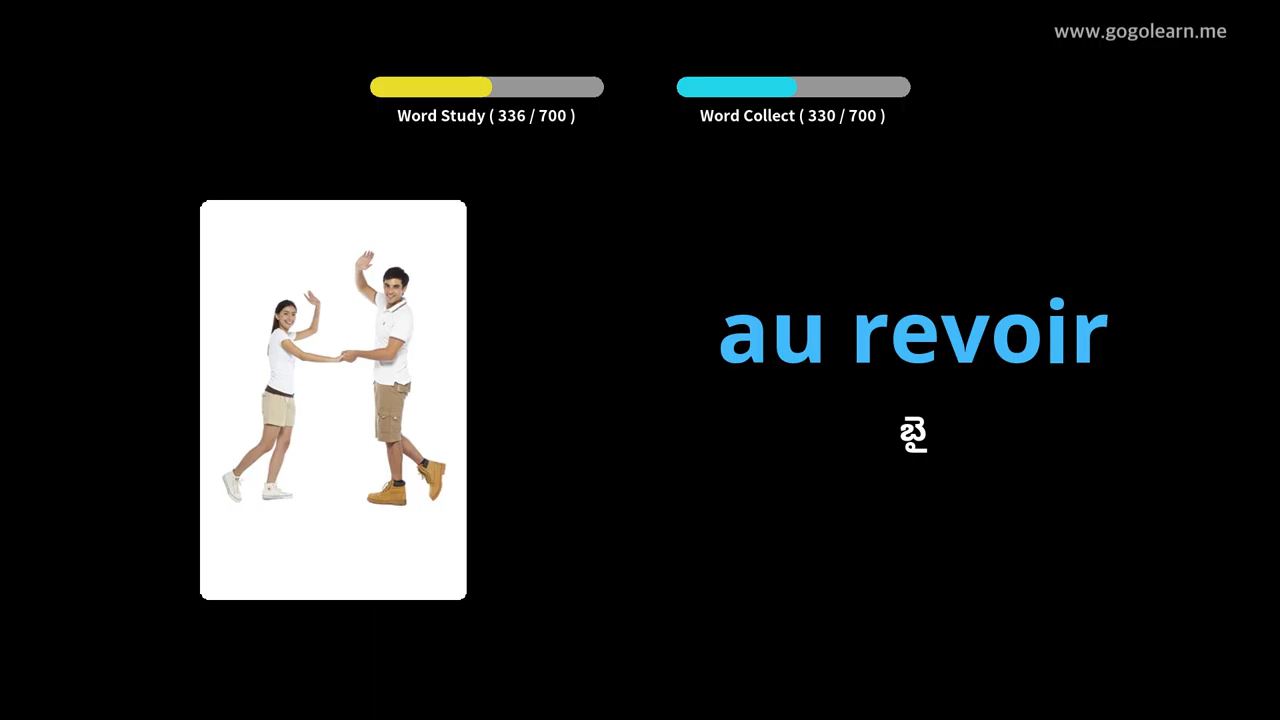 www.gogolearn.me
Word Study ( 336 / 700 )
Word Collect ( 330 / 700 )
au revoir
బై